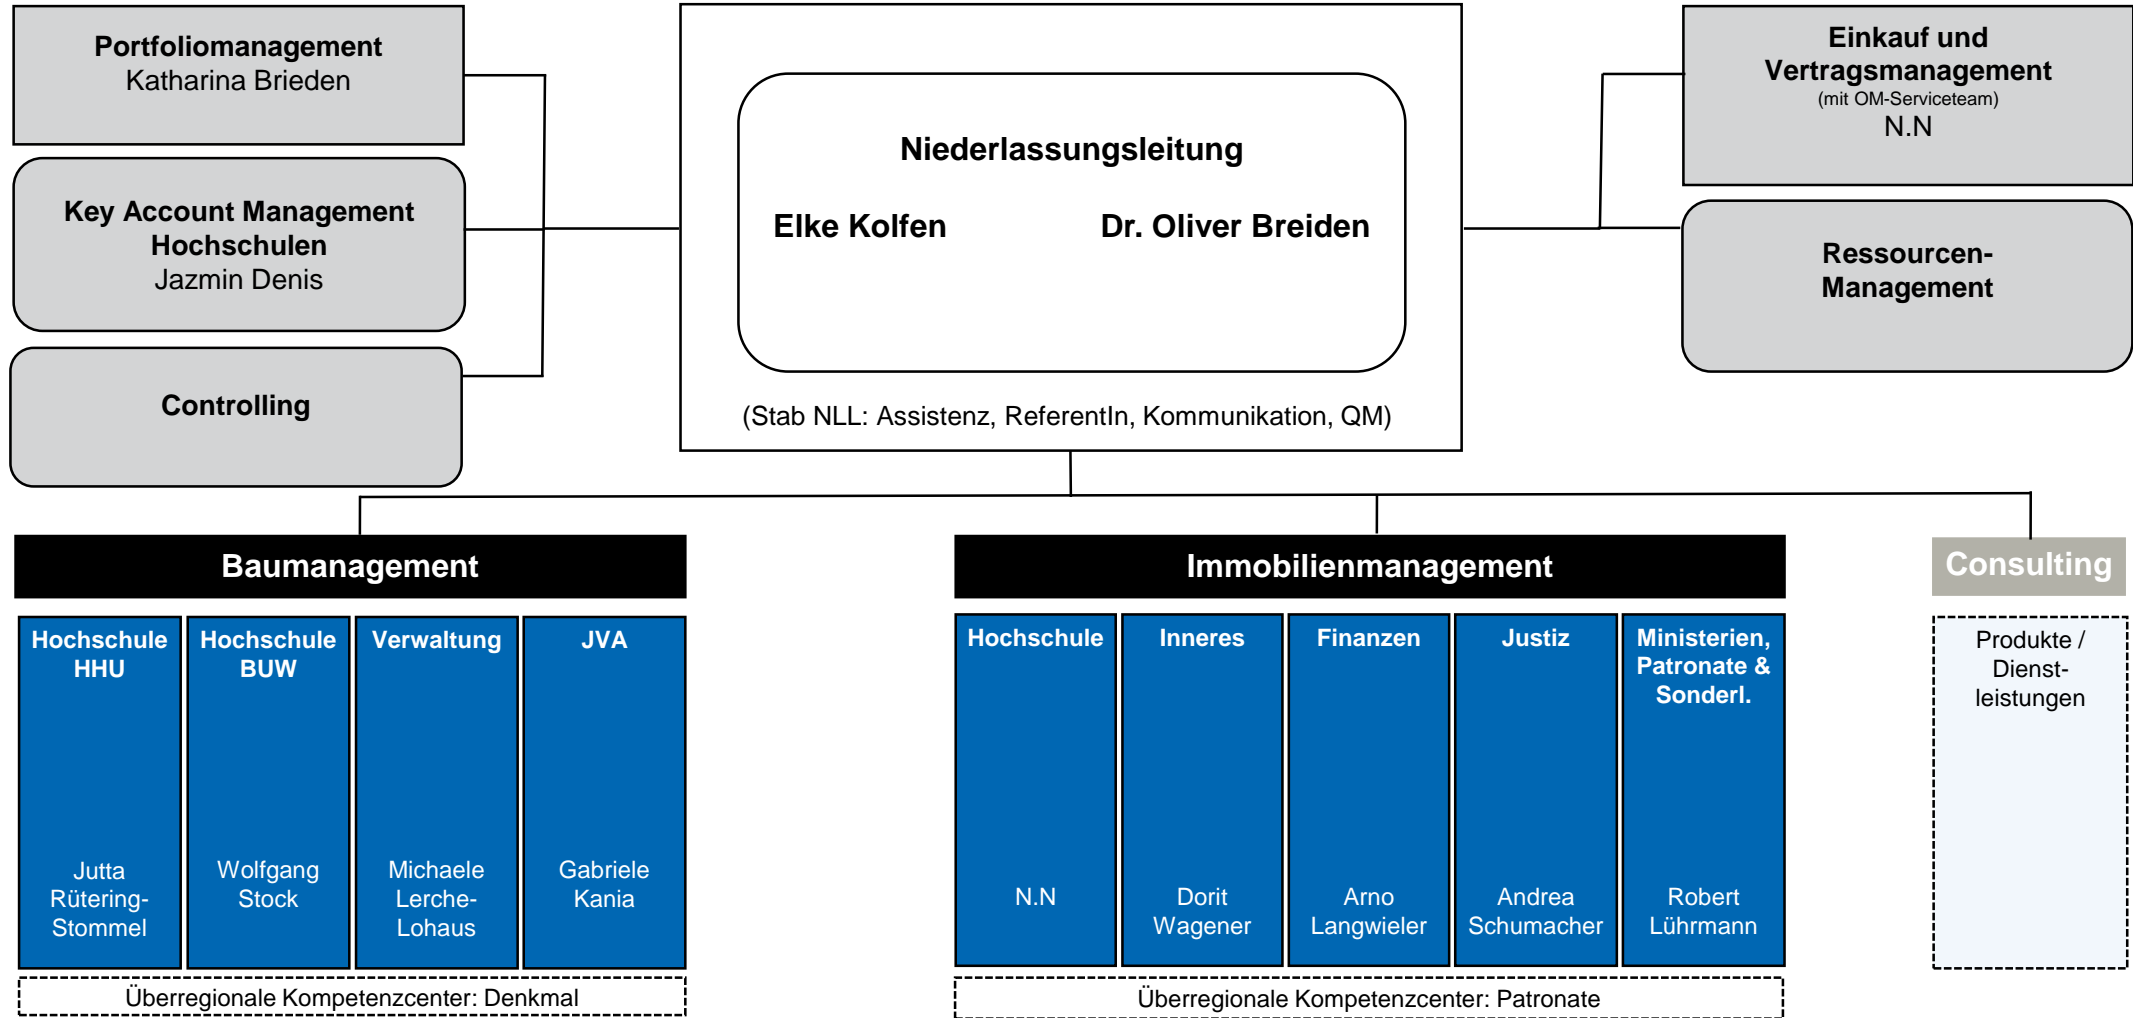 Portfoliomanagement
Katharina Brieden
Key Account Management
Hochschulen
Jazmin Denis
Controlling
Niederlassungsleitung
Elke Kolfen
Dr. Oliver Breiden
(Stab NLL: Assistenz, ReferentIn, Kommunikation, QM)
Einkauf und
Vertragsmanagement
(mit OM-Serviceteam)
N.N
Ressourcen-
Management
Baumanagement
Hochschule
HHU
Jutta
Rütering-
Stommel
Hochschule
BUW
Wolfgang
Stock
Verwaltung
Michaele
Lerche-
Lohaus
JVA
Gabriele
Kania
Überregionale Kompetenzcenter: Denkmal
Immobilienmanagement
Hochschule
N.N
Inneres
Dorit
Wagener
Finanzen
Arno
Langwieler
Justiz
Andrea
Schumacher
Ministerien,
Patronate &
Sonderl.
Robert
Lührmann
Überregionale Kompetenzcenter: Patronate
Consulting
Produkte /
Dienst-
leistungen